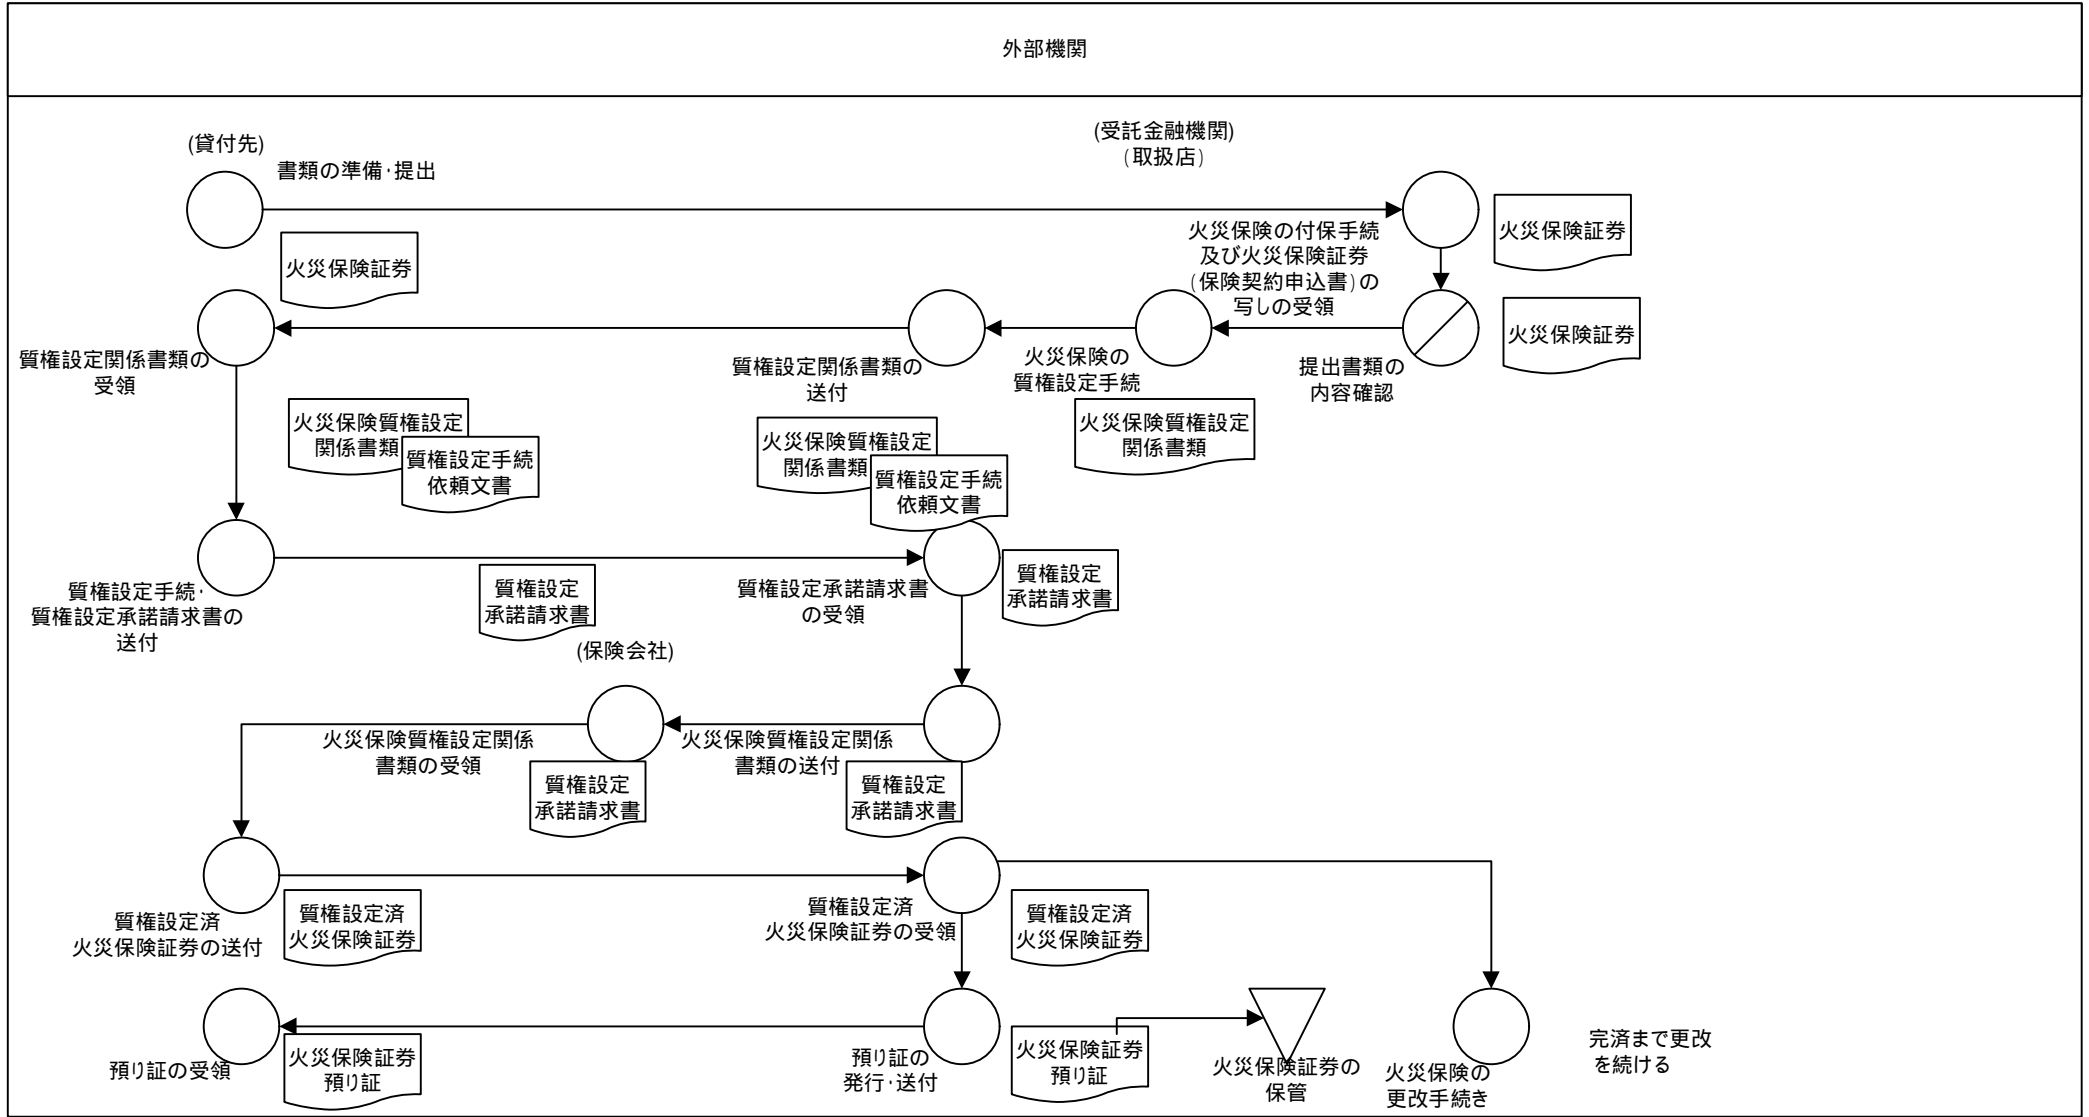 外部機関
(貸付先)
書類の準備・提出
(受託金融機関)
(取扱店)
火災保険証券
火災保険証券
火災保険の付保手続
及び火災保険証券
(保険契約申込書)の
写しの受領
火災保険証券
質権設定関係書類の
受領
質権設定関係書類の
送付
火災保険の
質権設定手続
提出書類の
内容確認
火災保険質権設定
関係書類
質権設定手続
依頼文書
火災保険質権設定
関係書類
質権設定手続
依頼文書
火災保険質権設定
関係書類
質権設定手続・
質権設定承諾請求書の
送付
質権設定
承諾請求書
質権設定承諾請求書
の受領
質権設定
承諾請求書
(保険会社)
火災保険質権設定関係
書類の受領
質権設定
承諾請求書
火災保険質権設定関係
書類の送付
質権設定
承諾請求書
質権設定済
火災保険証券の送付
質権設定済
火災保険証券
質権設定済
火災保険証券の受領
質権設定済
火災保険証券
預り証の受領
火災保険証券
預り証
預り証の
発行・送付
火災保険証券
預り証
火災保険証券の
保管
火災保険の
更改手続き
完済まで更改
を続ける